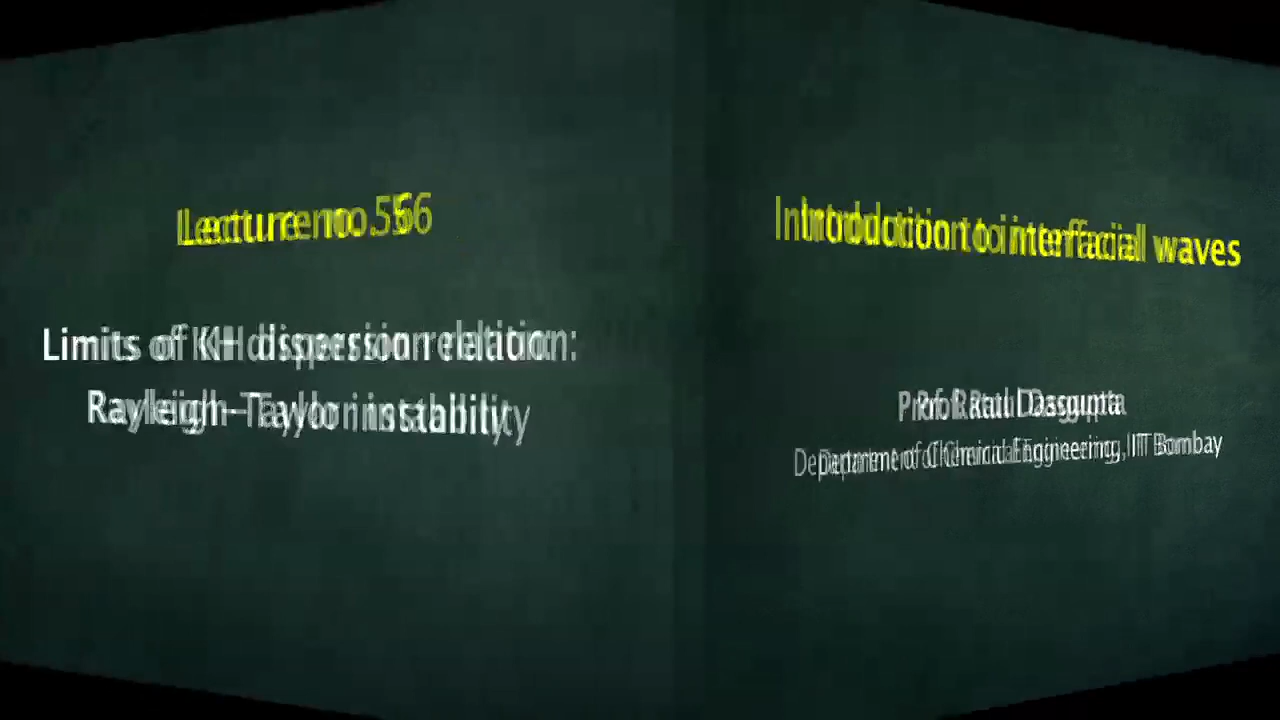 Lecture no. 56
Limits of KH dispersion relation:
Rayleigh–Taylor instability
Introduction to interfacial waves
Prof. Ratul Dasgupta
Department of Chemical Engineering, IIT Bombay